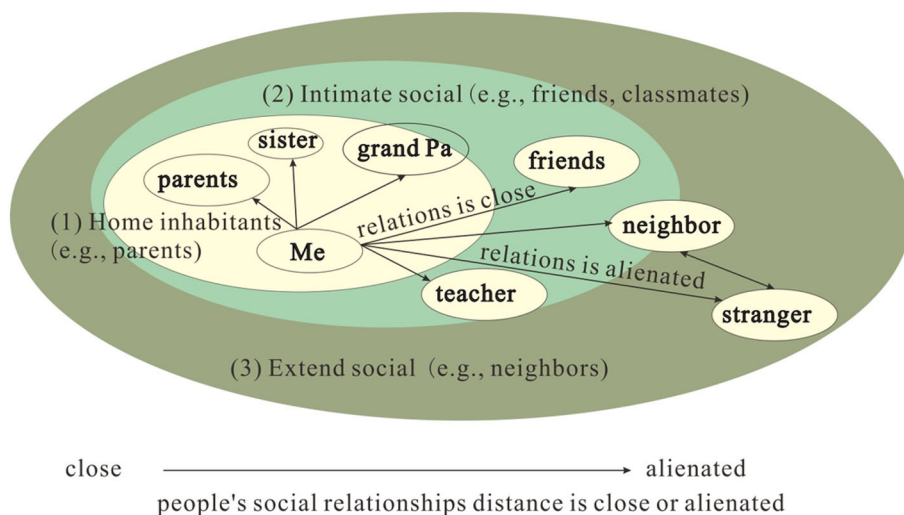 (2) Intimate social (e.g., friends, classmates)
sister
grand Pa
friends
parents
relations is close
(1) Home inhabitants
(e.g., parents)
neighbor
Me
relations is alienated
teacher
stranger
(3) Extend social (e.g., neighbors)
close
alienated
people's social relationships distance is close or alienated